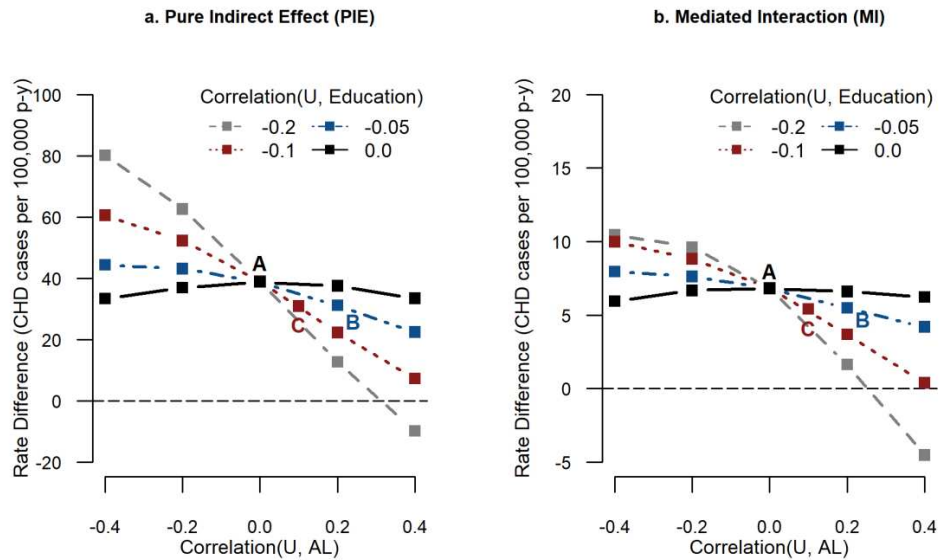 a. Pure Indirect Effect (PIE)
b. Mediated Interaction (MI)
Rate Difference (CHD cases per 100,000 p-y)
100
80
60
40
20
0
-20
Correlation(U, Education)
-0.2
-0.05
-0.1
0.0
A
B
C
-0.4
-0.2
0.0
0.2
0.4
Correlation(U, AL)
Rate Difference (CHD cases per 100,000 p-y)
20
15
10
5
0
-5
Correlation(U, Education)
-0.2
-0.05
-0.1
0.0
A
B
C
-0.4
-0.2
0.0
0.2
0.4
Correlation(U, AL)